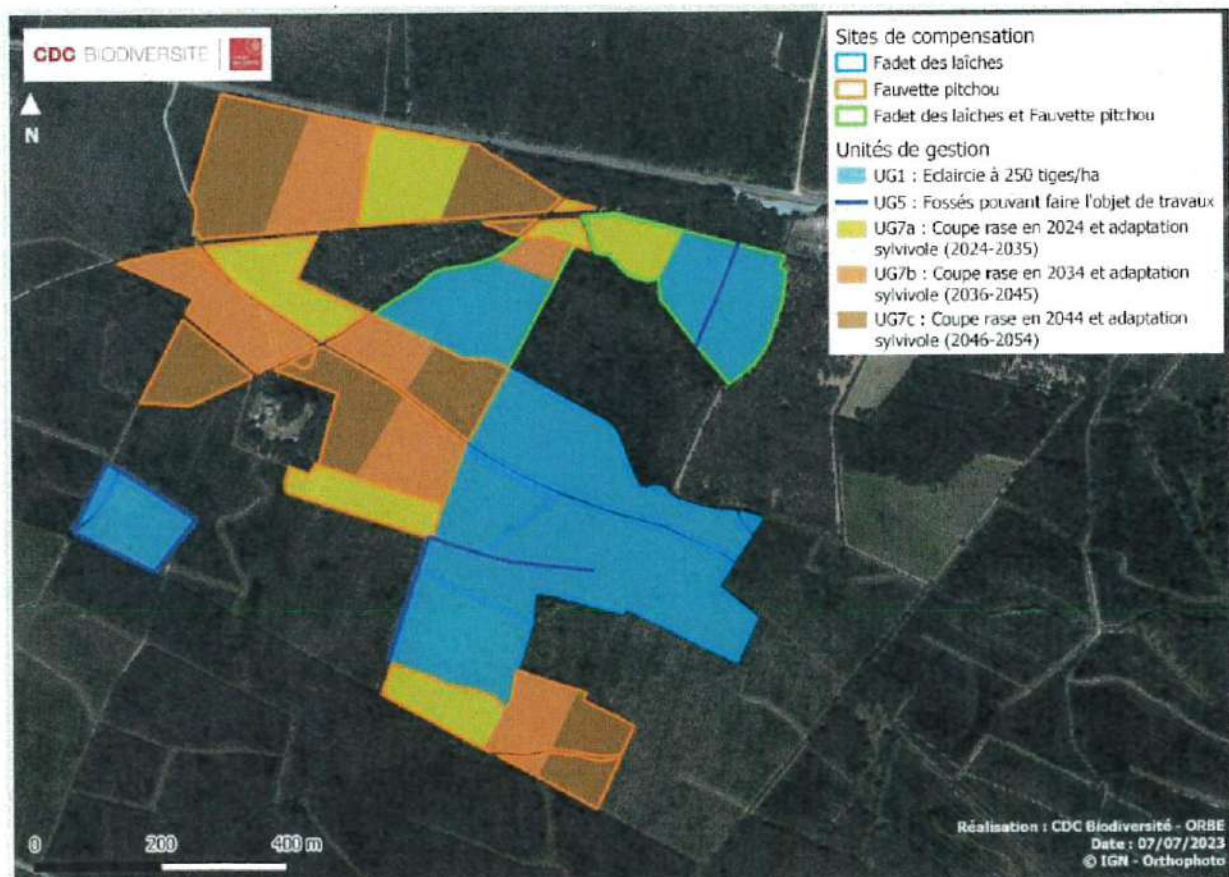 CDC BIODIVERSITE
N
Sites de compensation
Fadet des laîches
Fauvette pitchou
Fadet des laîches et Fauvette pitchou
Unités de gestion
UG1 : Eclaircie à 250 tiges/ha
UG5 : Fossés pouvant faire l'objet de travaux
UG7a : Coupe rase en 2024 et adaptation
sylvivole (2024-2035)
UG7b : Coupe rase en 2034 et adaptation
sylvivole (2036-2045)
UG7c : Coupe rase en 2044 et adaptation
sylvivole (2046-2054)
0 200 400 m
Réalisation : CDC Biodiversité - ORBE
Date : 07/07/2023
© IGN - Orthophoto